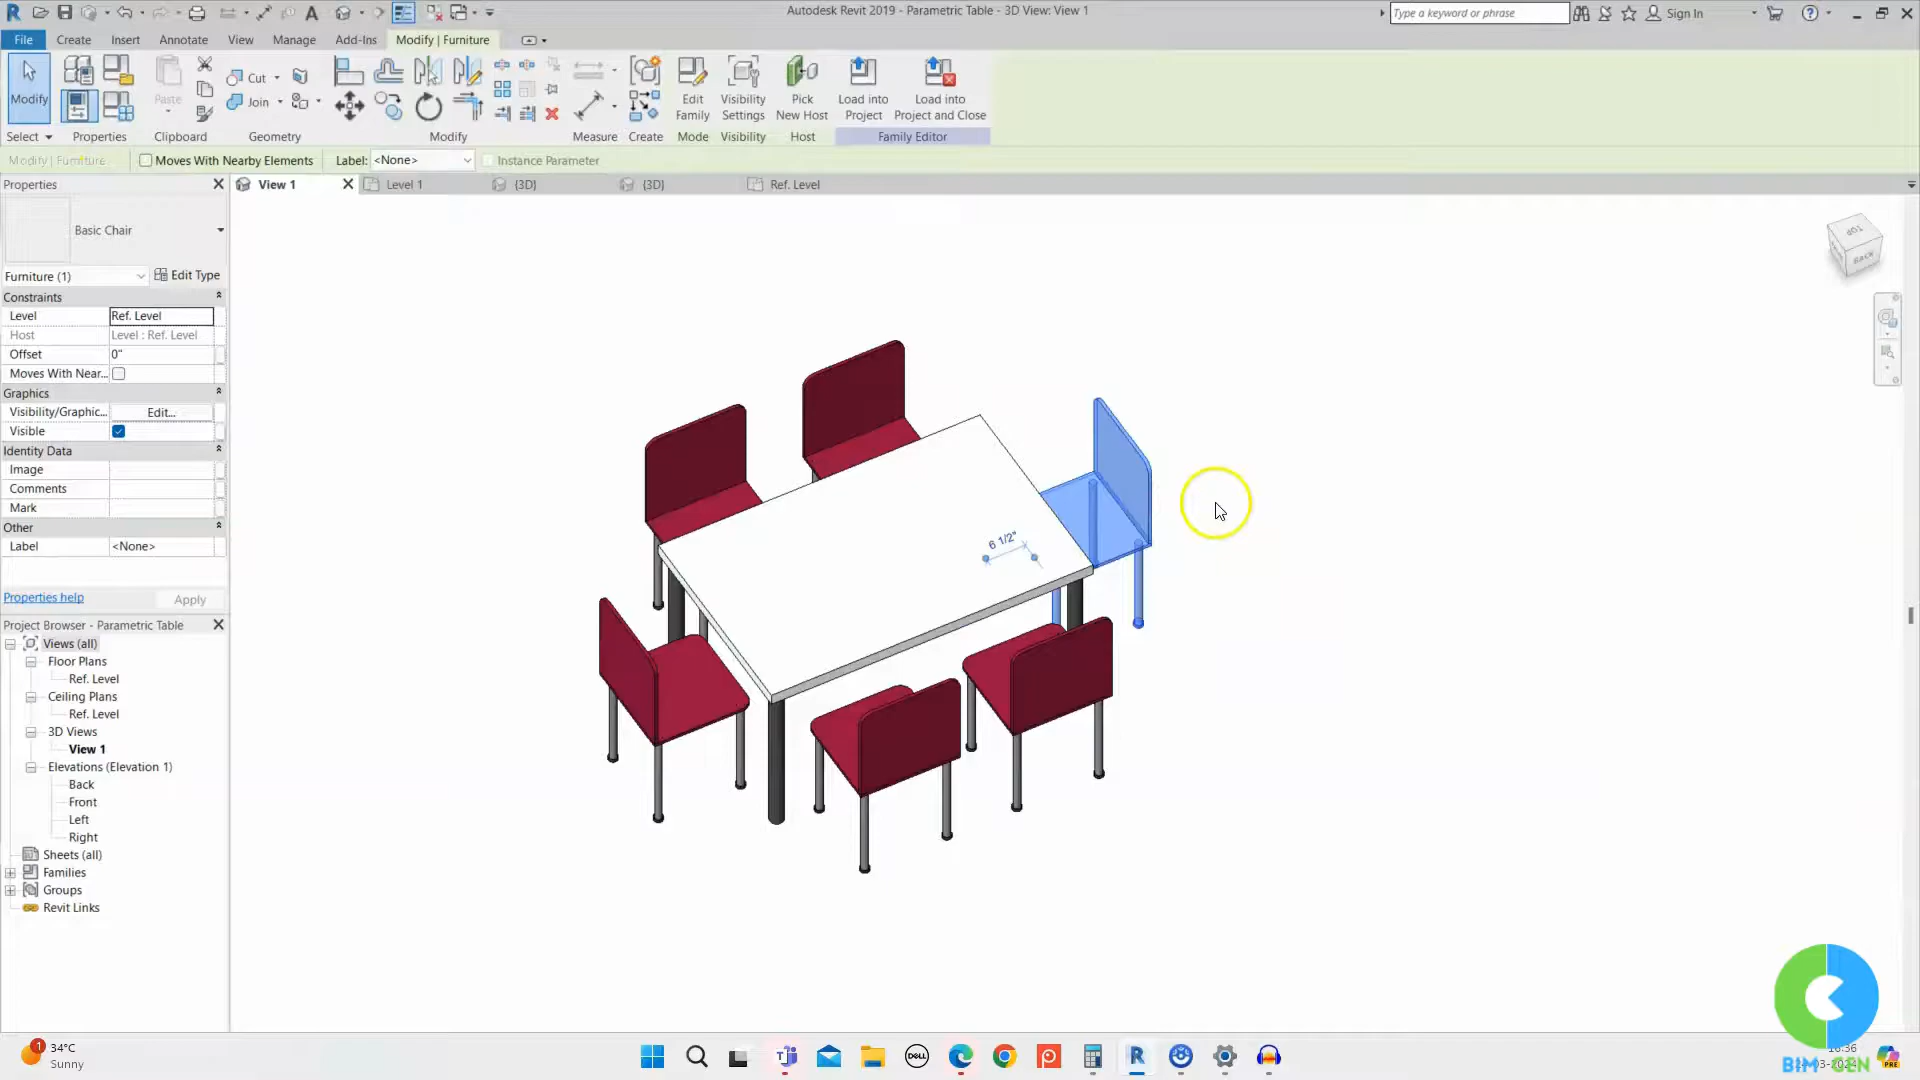 Autodesk Revit 2019 - Parametric Table - 3D View: View 1
Type a keyword or phrase
Sign In
File Create Insert Annotate View Manage Add-Ins Modify | Furniture
Modify
Paste
Cut
Join
Edit Family
Visibility Settings
Pick New Host
Load into Project
Load into Project and Close
Select Properties Clipboard Geometry Modify Measure Create Mode Visibility Host Family Editor
Modify | Furniture Moves With Nearby Elements Label: <None> Instance Parameter
Properties
View 1 Level 1 {3D} {3D} Ref. Level
Basic Chair
Furniture (1) Edit Type
Constraints
Level Ref. Level
Host Level : Ref. Level
Offset 0"
Moves With Near...
Graphics
Visibility/Graphic... Edit...
Visible
Identity Data
Image
Comments
Mark
Other
Label <None>
Properties help Apply
Project Browser - Parametric Table
Views (all)
Floor Plans
Ref. Level
Ceiling Plans
Ref. Level
3D Views
View 1
Elevations (Elevation 1)
Back
Front
Left
Right
Sheets (all)
Families
Groups
Revit Links
6 1/2"
TOP
BACK
1
34°C
Sunny
DELL
PRE